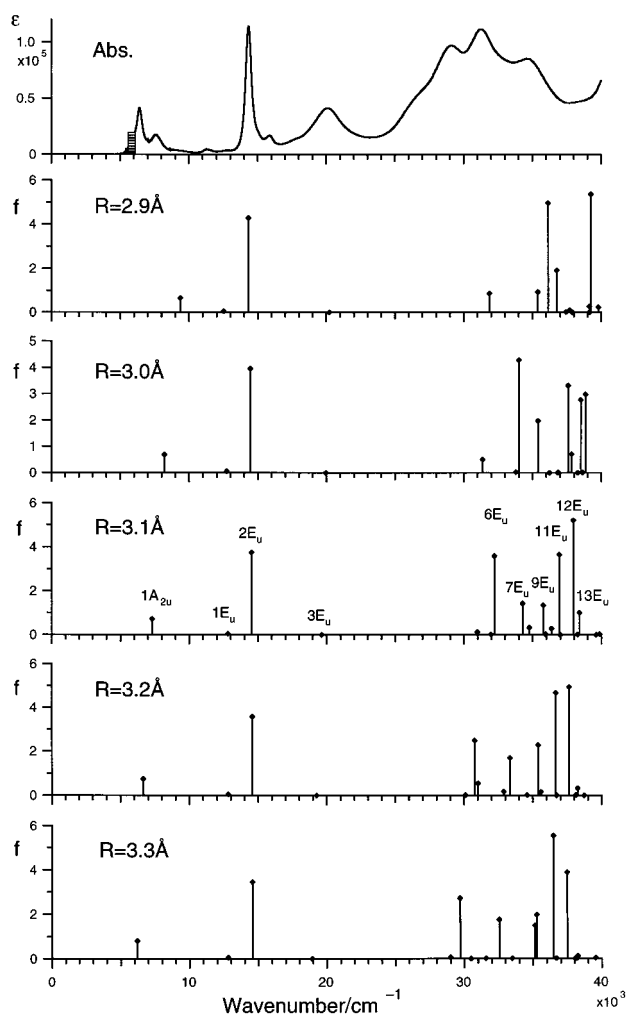 ε
1.0
x10⁵
0.5
0
Abs.
6
f
4
2
0
R=2.9Å
5
4
f
3
2
1
0
R=3.0Å
6
f
4
2
0
R=3.1Å
1A₂ᵤ
1Eᵤ
2Eᵤ
3Eᵤ
6Eᵤ
7Eᵤ
9Eᵤ
11Eᵤ
12Eᵤ
13Eᵤ
6
f
4
2
0
R=3.2Å
6
f
4
2
0
R=3.3Å
0 10 20 30 40
x10³
Wavenumber/cm⁻¹